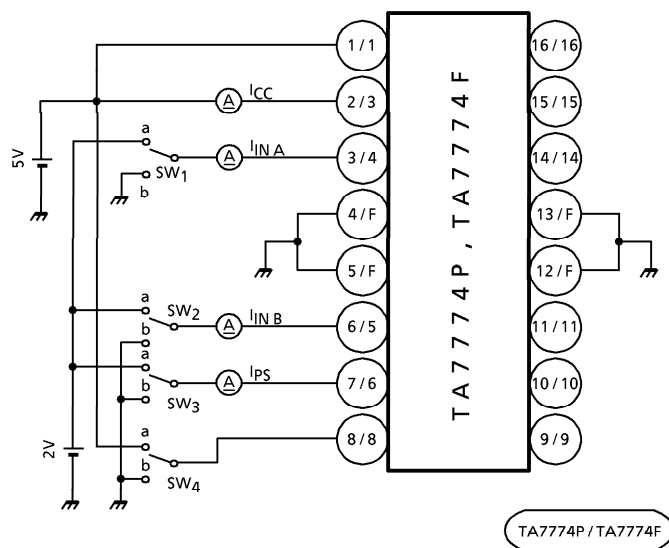 1 / 1
16 / 16
2 / 3
15 / 15
A
ICC
5V
a
3 / 4
14 / 14
A
IIN A
SW1
b
4 / F
13 / F
5 / F
12 / F
a
SW2
A
IIN B
6 / 5
11 / 11
b
a
A
IPS
7 / 6
10 / 10
b
SW3
2V
a
8 / 8
9 / 9
b
SW4
TA7774P, TA7774F
TA7774P / TA7774F